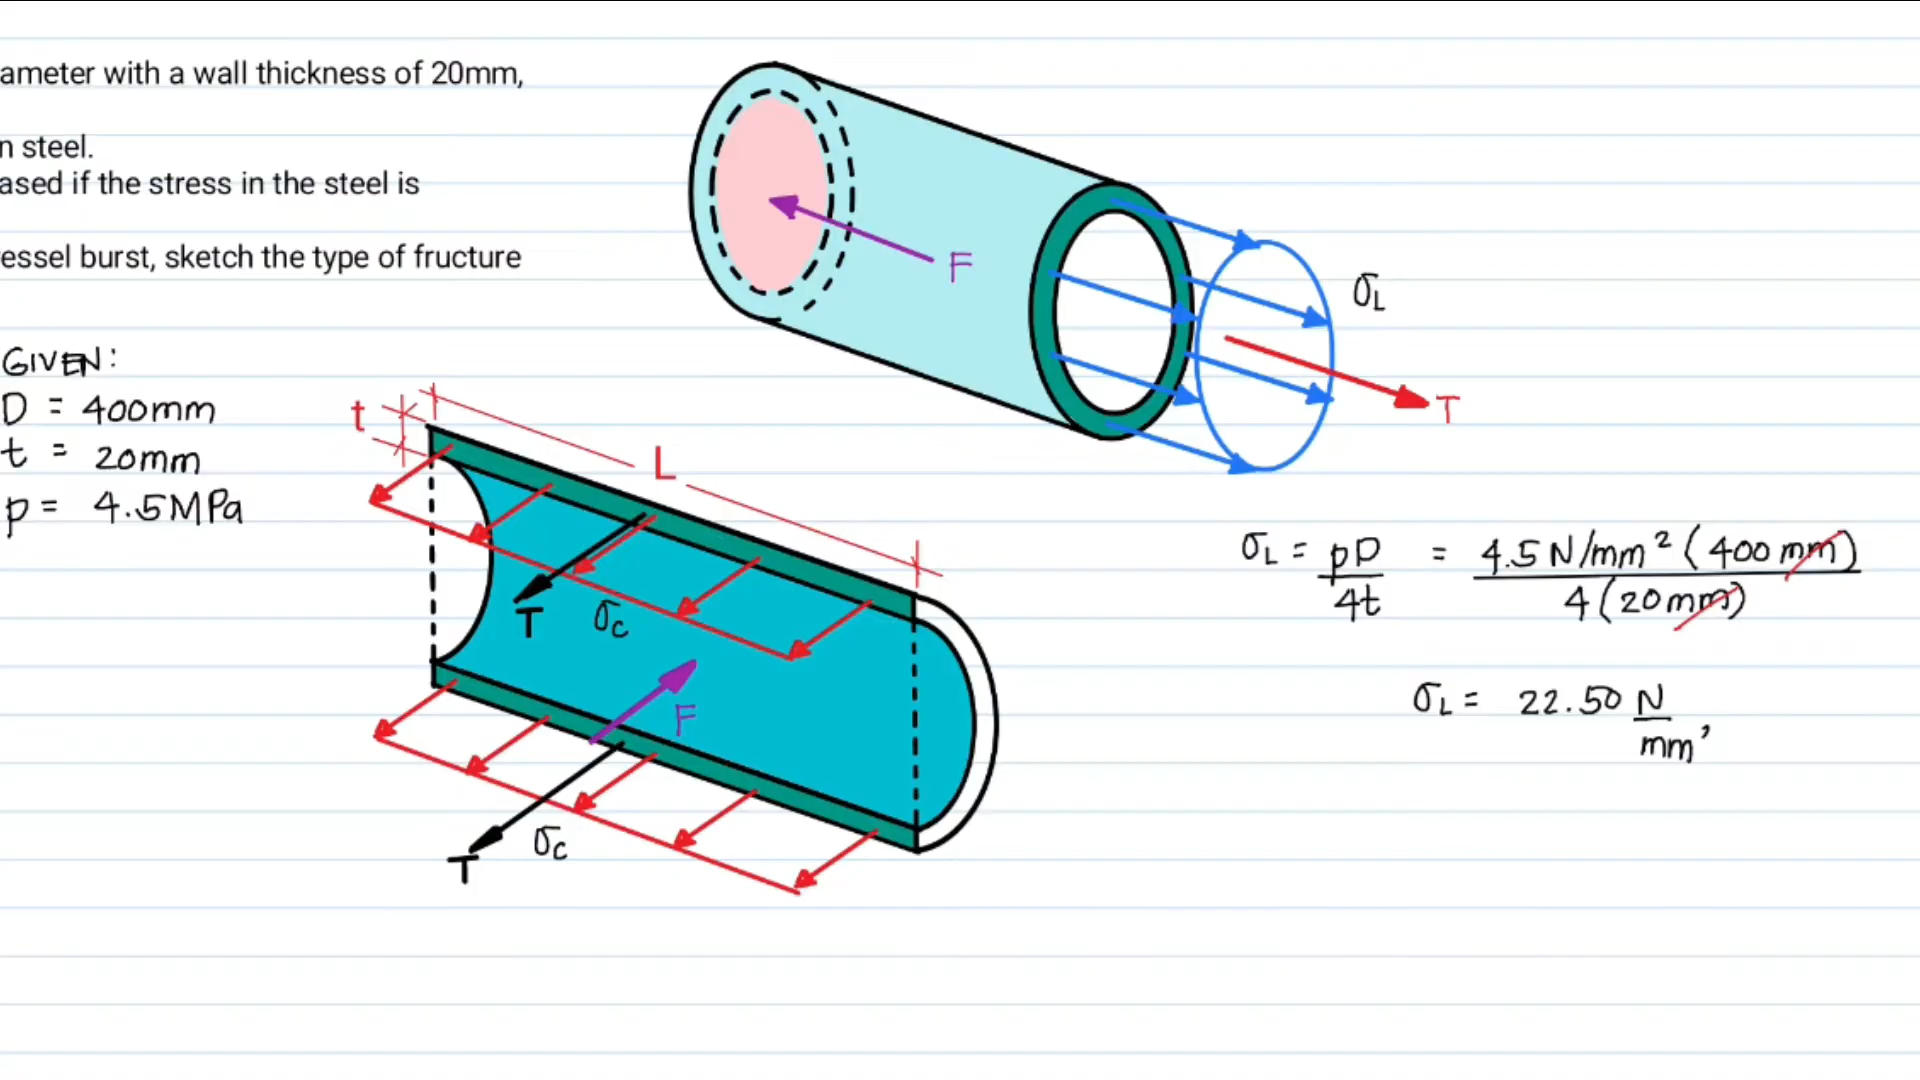 ameter with a wall thickness of 20mm,
n steel.
ased if the stress in the steel is
essel burst, sketch the type of fructure
GIVEN:
D = 400mm
t = 20mm
p = 4.5MPa
F
σL
T
t
L
T
σc
F
T
σc
σL = pD/4t = 4.5 N/mm² (400 mm)/4 (20mm)
σL = 22.50 N/mm²